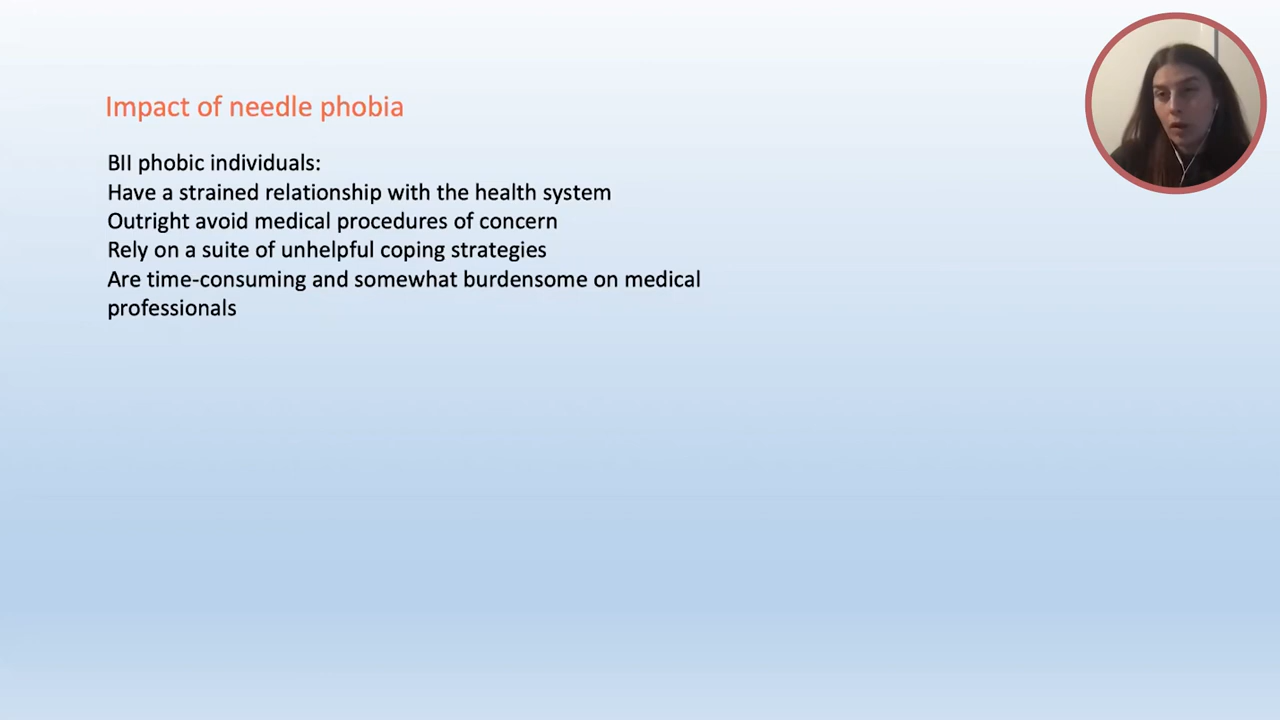 Impact of needle phobia
BII phobic individuals:
Have a strained relationship with the health system
Outright avoid medical procedures of concern
Rely on a suite of unhelpful coping strategies
Are time-consuming and somewhat burdensome on medical
professionals